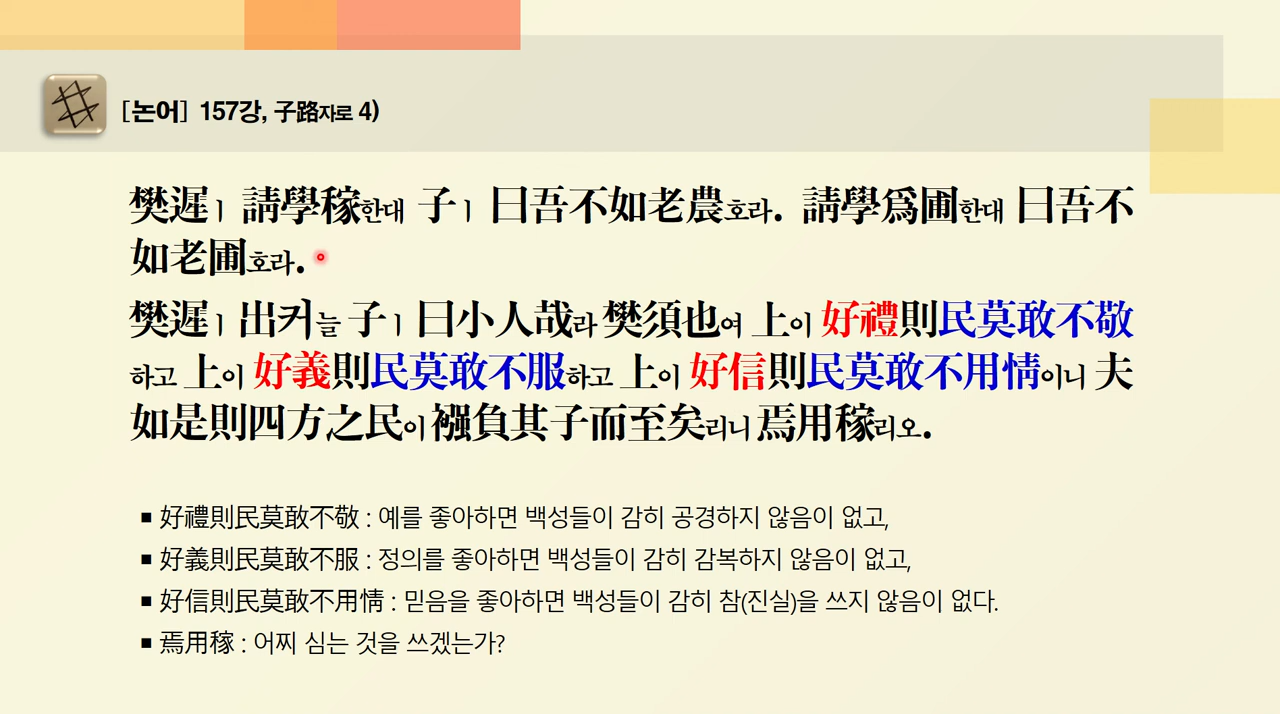 [논어] 157강, 子路자로 4)
樊遲ㅣ 請學稼한대 子ㅣ 曰吾不如老農호라. 請學爲圃한대 曰吾不
如老圃호라.
樊遲ㅣ 出커늘 子ㅣ 曰小人哉라 樊須也여 上이 好禮則民莫敢不敬
하고 上이 好義則民莫敢不服하고 上이 好信則民莫敢不用情이니 夫
如是則四方之民이 襁負其子而至矣리니 焉用稼리오.
▪ 好禮則民莫敢不敬 : 예를 좋아하면 백성들이 감히 공경하지 않음이 없고,
▪ 好義則民莫敢不服 : 정의를 좋아하면 백성들이 감히 감복하지 않음이 없고,
▪ 好信則民莫敢不用情 : 믿음을 좋아하면 백성들이 감히 참(진실)을 쓰지 않음이 없다.
▪ 焉用稼 : 어찌 심는 것을 쓰겠는가?